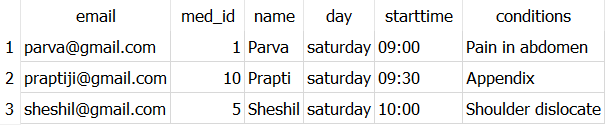 email med_id name day starttime conditions
1 parva@gmail.com 1 Parva saturday 09:00 Pain in abdomen
2 praptiji@gmail.com 10 Prapti saturday 09:30 Appendix
3 sheshil@gmail.com 5 Sheshil saturday 10:00 Shoulder dislocate